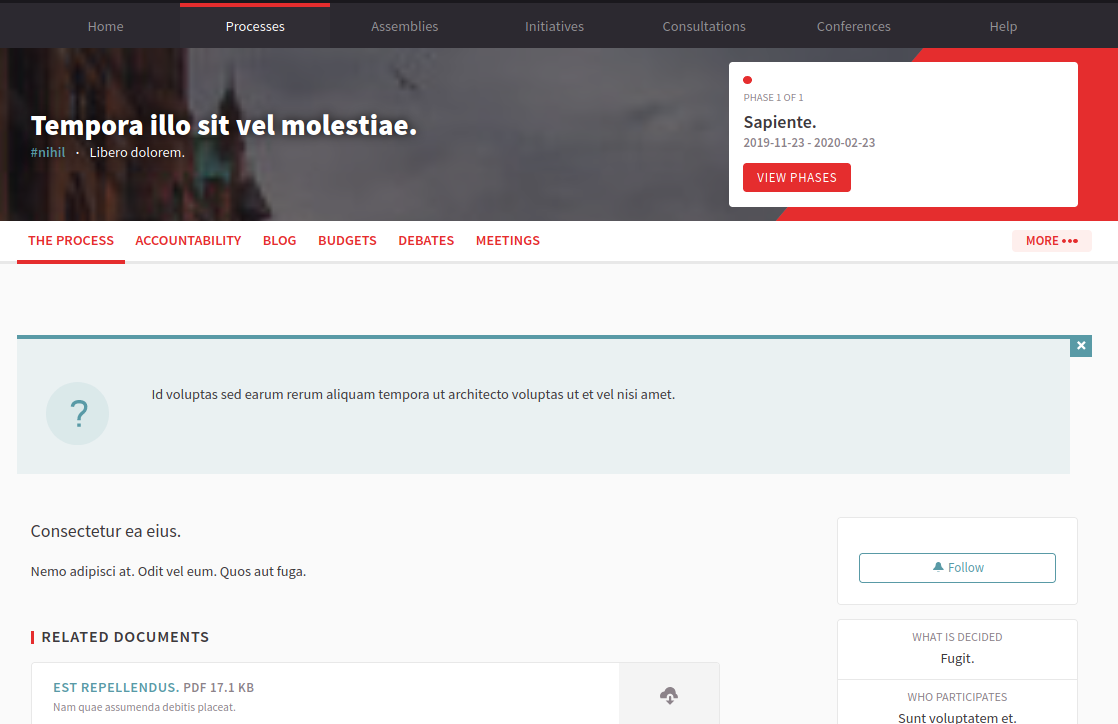 Home Processes Assemblies Initiatives Consultations Conferences Help
Tempora illo sit vel molestiae.
#nihil · Libero dolorem.
PHASE 1 OF 1
Sapiente.
2019-11-23 - 2020-02-23
VIEW PHASES
THE PROCESS ACCOUNTABILITY BLOG BUDGETS DEBATES MEETINGS MORE •••
?
Id voluptas sed earum rerum aliquam tempora ut architecto voluptas ut et vel nisi amet.
Consectetur ea eius.
Nemo adipisci at. Odit vel eum. Quos aut fuga.
RELATED DOCUMENTS
EST REPELLENDUS. PDF 17.1 KB
Nam quae assumenda debitis placeat.
Follow
WHAT IS DECIDED
Fugit.
WHO PARTICIPATES
Sunt voluptatem et.